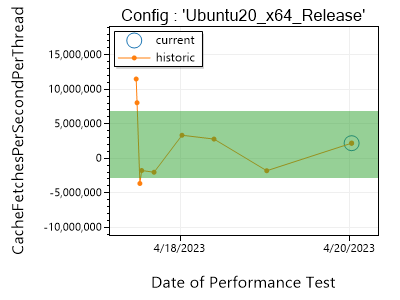 Config : 'Ubuntu20_x64_Release'
CacheFetchesPerSecondPerThread
15,000,000
10,000,000
5,000,000
0
-5,000,000
-10,000,000
current
historic
4/18/2023
4/20/2023
Date of Performance Test